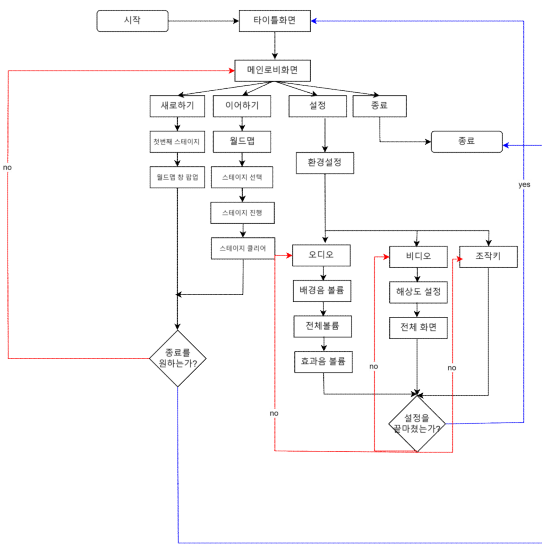 시작
타이틀화면
메인로비화면
새로하기
이어하기
설정
종료
첫번째 스테이지
월드맵
종료
환경설정
no
월드맵 창 팝업
스테이지 선택
yes
스테이지 진행
스테이지 클리어
오디오
비디오
조작키
배경음 볼륨
해상도 설정
전체볼륨
전체 화면
종료를
원하는가?
효과음 볼륨
no
no
no
설정을
끝마쳤는가?